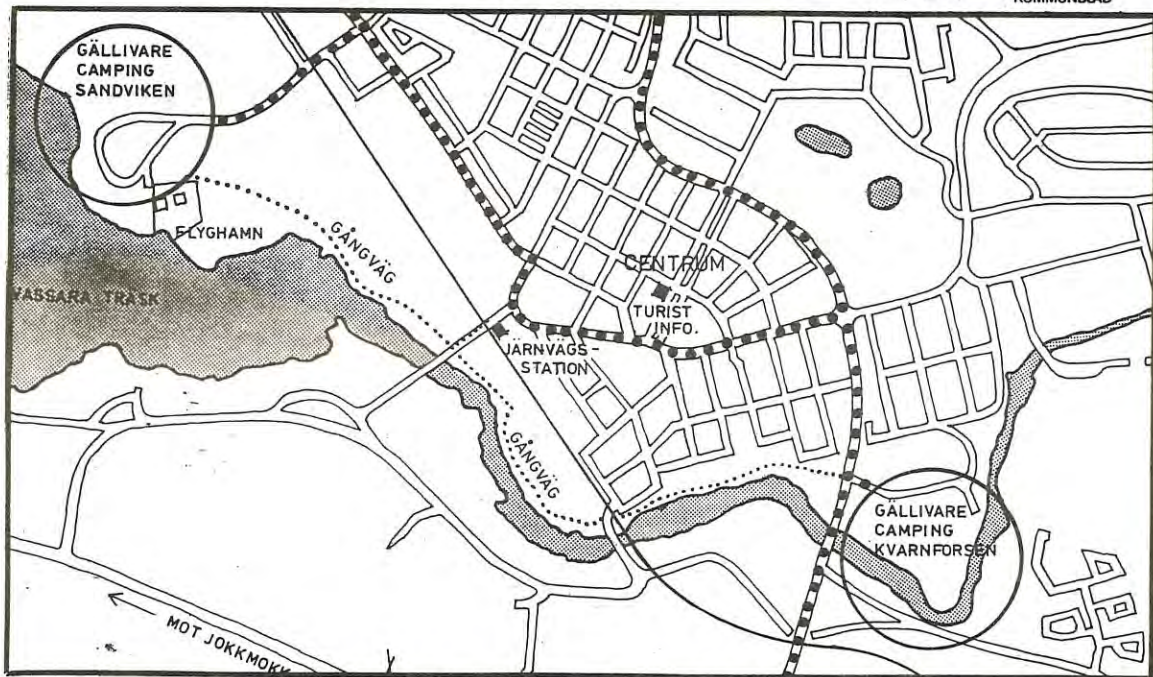 GÄLLIVARE
CAMPING
SANDVIKEN
FLYGHAMN
GÅNGVÄG
VASSARA TRÄSK
CENTRUM
TURIST
INFO.
JÄRNVÄGS-
STATION
GÅNGVÄG
GÄLLIVARE
CAMPING
KVARNFORSEN
MOT JOKKMOKK